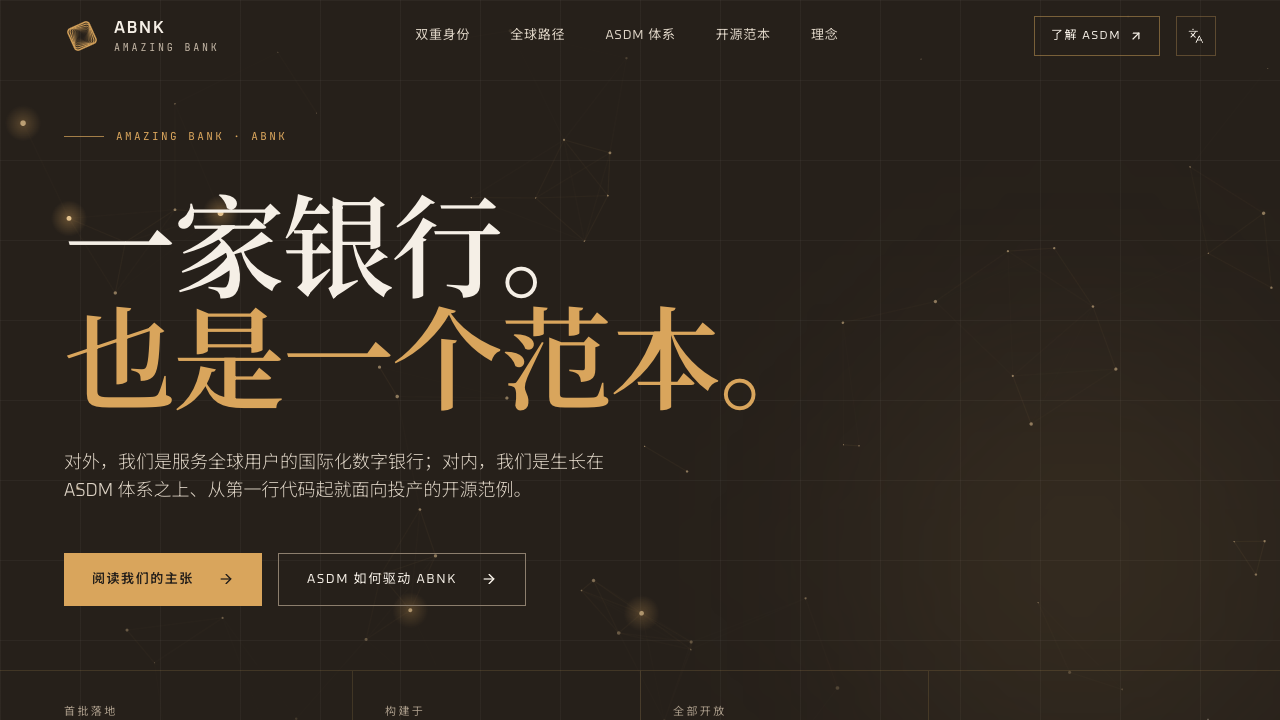 ABNK
AMAZING BANK
双重身份
全球路径
ASDM 体系
开源范本
理念
了解 ASDM
AMAZING BANK · ABNK
一家银行。
也是一个范本。
对外，我们是服务全球用户的国际化数字银行；对内，我们是生长在
ASDM 体系之上、从第一行代码起就面向投产的开源范例。
阅读我们的主张
ASDM 如何驱动 ABNK
首批落地
构建于
全部开放